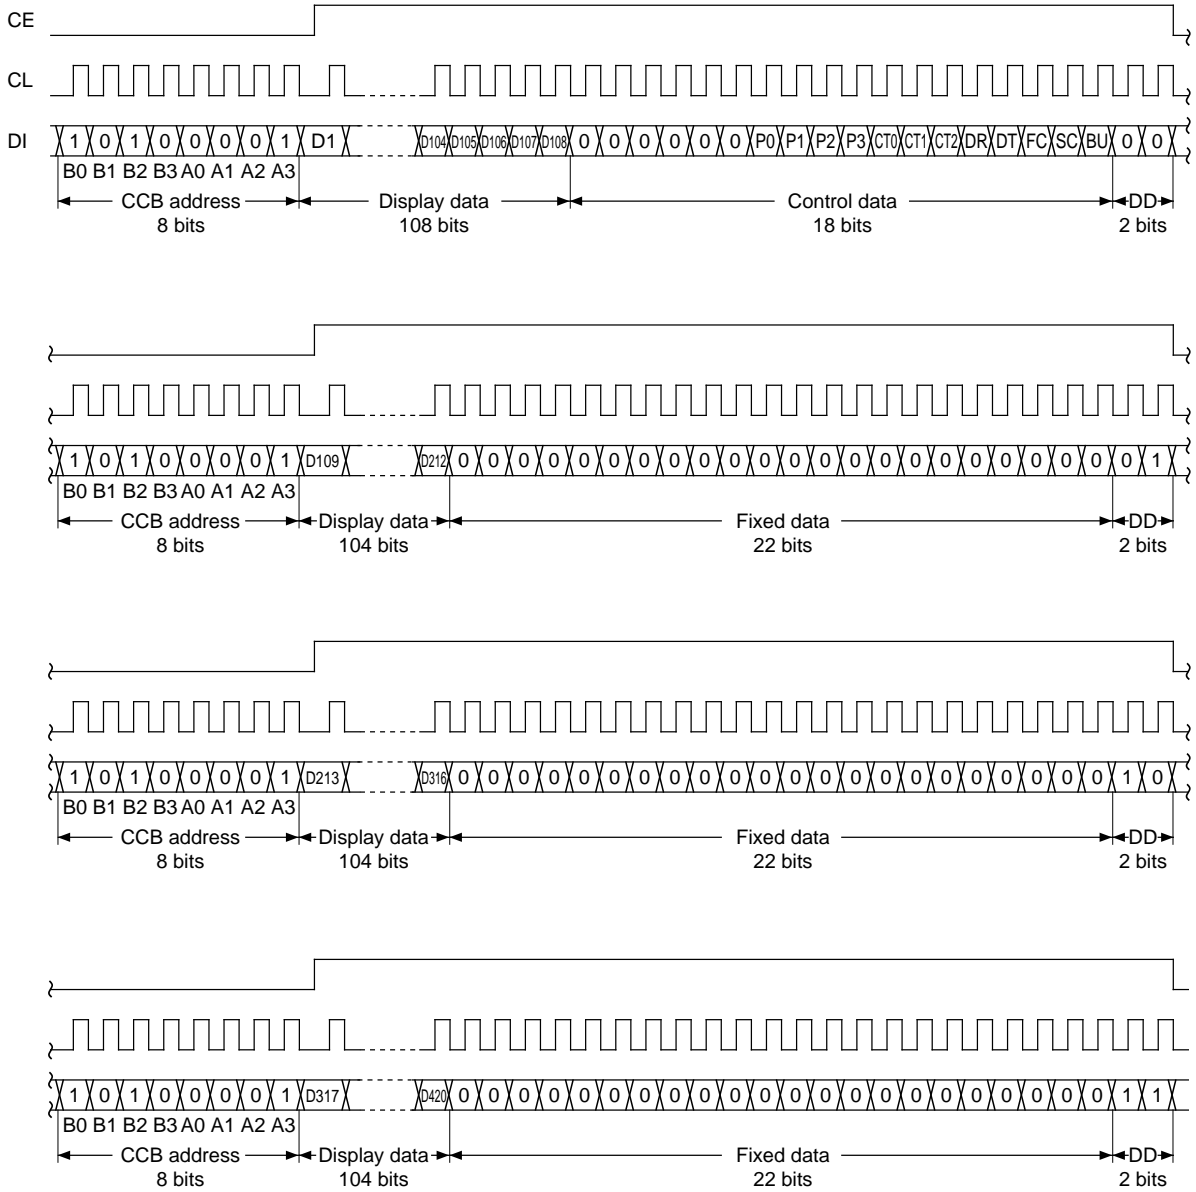 CE
CL
DI 1 0 1 0 0 0 0 1 D1 D104 D105 D106 D107 D108 0 0 0 0 0 0 P0 P1 P2 P3 CT0 CT1 CT2 DR DT FC SC BU 0 0
B0 B1 B2 B3 A0 A1 A2 A3
CCB address Display data Control data DD
8 bits 108 bits 18 bits 2 bits
1 0 1 0 0 0 0 1 D109 D212 0 0 0 0 0 0 0 0 0 0 0 0 0 0 0 0 0 0 0 0 0 0 0 1
B0 B1 B2 B3 A0 A1 A2 A3
CCB address Display data Fixed data DD
8 bits 104 bits 22 bits 2 bits
1 0 1 0 0 0 0 1 D213 D316 0 0 0 0 0 0 0 0 0 0 0 0 0 0 0 0 0 0 0 0 0 0 1 0
B0 B1 B2 B3 A0 A1 A2 A3
CCB address Display data Fixed data DD
8 bits 104 bits 22 bits 2 bits
1 0 1 0 0 0 0 1 D317 D420 0 0 0 0 0 0 0 0 0 0 0 0 0 0 0 0 0 0 0 0 0 0 1 1
B0 B1 B2 B3 A0 A1 A2 A3
CCB address Display data Fixed data DD
8 bits 104 bits 22 bits 2 bits